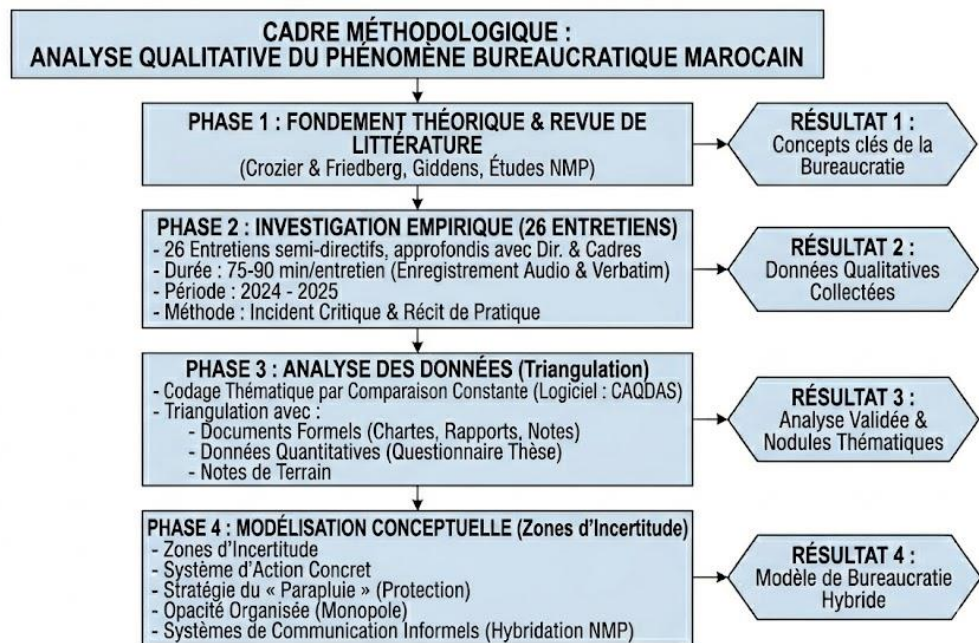 CADRE MÉTHODOLOGIQUE :
ANALYSE QUALITATIVE DU PHÉNOMÈNE BUREAUCRATIQUE MAROCAIN
PHASE 1 : FONDEMENT THÉORIQUE & REVUE DE
LITTÉRATURE
(Crozier & Friedberg, Giddens, Études NMP)
RÉSULTAT 1 :
Concepts clés de la
Bureaucratie
PHASE 2 : INVESTIGATION EMPIRIQUE (26 ENTRETIENS)
- 26 Entretiens semi-directifs, approfondis avec Dir. & Cadres
- Durée : 75-90 min/entretien (Enregistrement Audio & Verbatim)
- Période : 2024 - 2025
- Méthode : Incident Critique & Récit de Pratique
RÉSULTAT 2 :
Données Qualitatives
Collectées
PHASE 3 : ANALYSE DES DONNÉES (Triangulation)
- Codage Thématique par Comparaison Constante (Logiciel : CAQDAS)
- Triangulation avec :
- Documents Formels (Chartes, Rapports, Notes)
- Données Quantitatives (Questionnaire Thèse)
- Notes de Terrain
RÉSULTAT 3 :
Analyse Validée &
Nodules Thématiques
PHASE 4 : MODÉLISATION CONCEPTUELLE (Zones d'Incertitude)
- Zones d'Incertitude
- Système d'Action Concret
- Stratégie du « Parapluie » (Protection)
- Opacité Organisée (Monopole)
- Systèmes de Communication Informels (Hybridation NMP)
RÉSULTAT 4 :
Modèle de Bureaucratie
Hybride